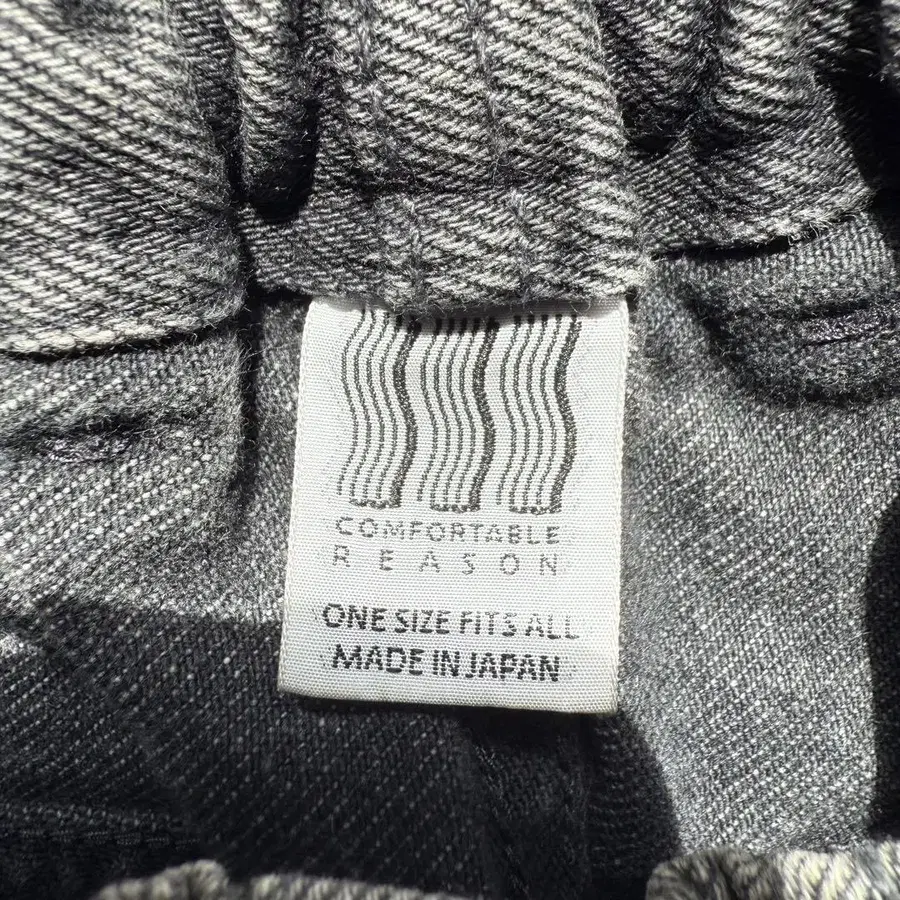 COMFORTABLE
REASON
ONE SIZE FITS ALL
MADE IN JAPAN